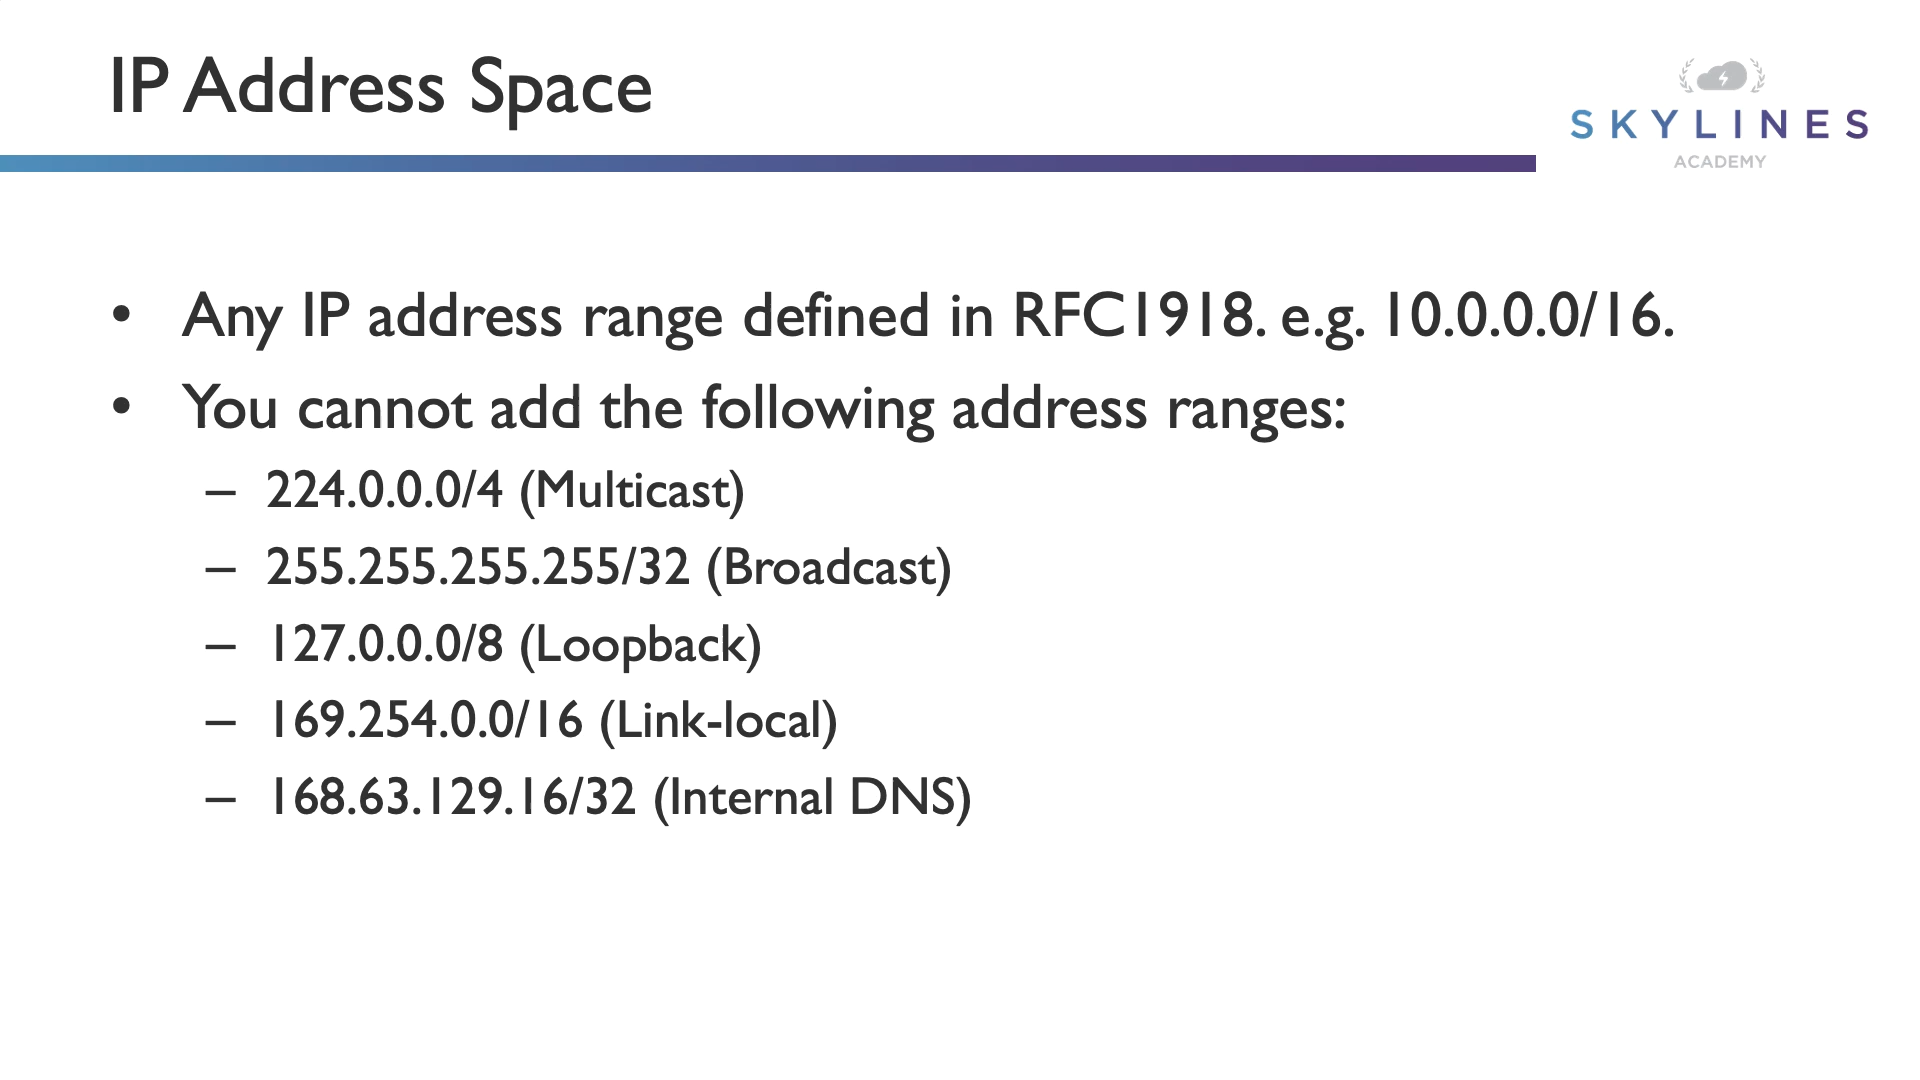 IP Address Space
SKYLINES
ACADEMY
• Any IP address range defined in RFC1918. e.g. 10.0.0.0/16.
• You cannot add the following address ranges:
– 224.0.0.0/4 (Multicast)
– 255.255.255.255/32 (Broadcast)
– 127.0.0.0/8 (Loopback)
– 169.254.0.0/16 (Link-local)
– 168.63.129.16/32 (Internal DNS)